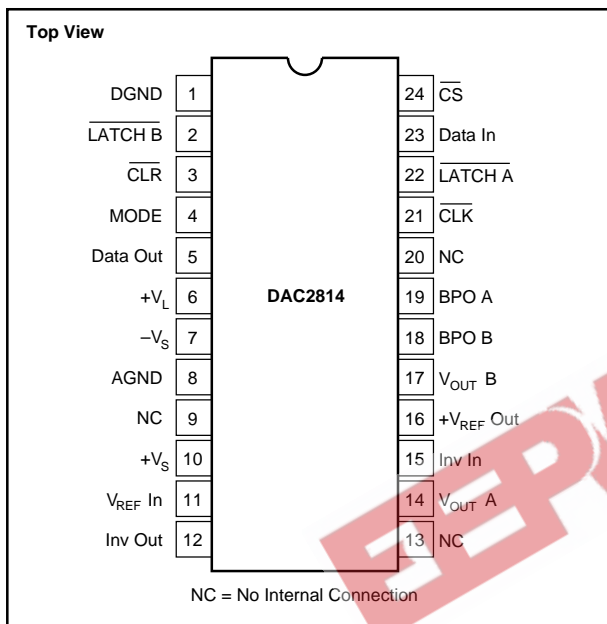 Top View
DGND 1
LATCH B 2
CLR 3
MODE 4
Data Out 5
+VL 6
–VS 7
AGND 8
NC 9
+VS 10
VREF In 11
Inv Out 12
DAC2814
24 CS
23 Data In
22 LATCH A
21 CLK
20 NC
19 BPO A
18 BPO B
17 VOUT B
16 +VREF Out
15 Inv In
14 VOUT A
13 NC
NC = No Internal Connection